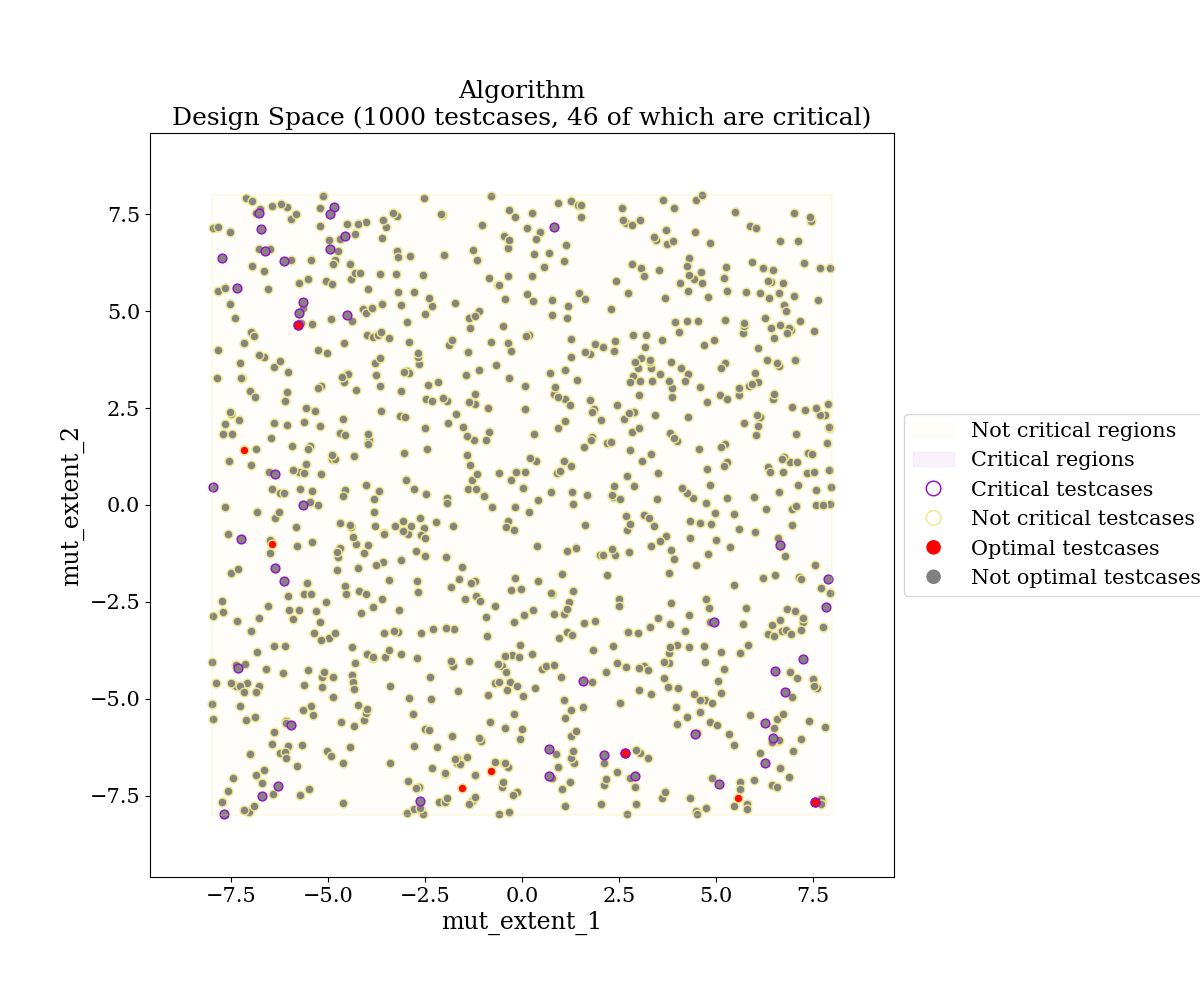 Algorithm
Design Space (1000 testcases, 46 of which are critical)
7.5
5.0
2.5
0.0
−2.5
−5.0
−7.5
mut_extent_2
−7.5
−5.0
−2.5
0.0
2.5
5.0
7.5
mut_extent_1
Not critical regions
Critical regions
Critical testcases
Not critical testcases
Optimal testcases
Not optimal testcases